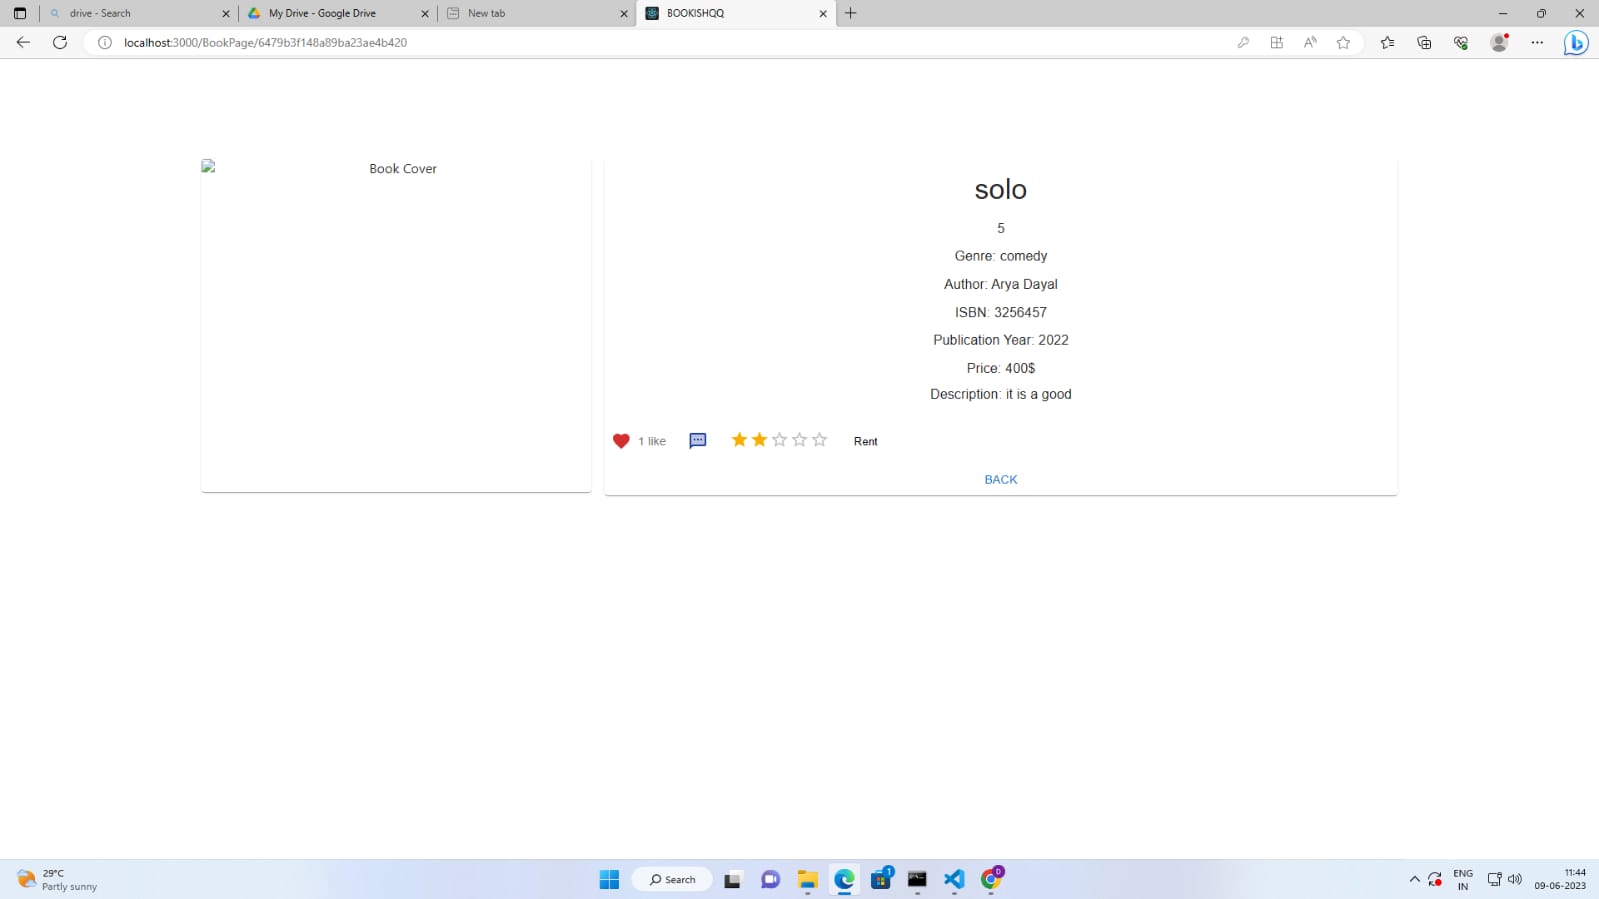 drive - Search
My Drive - Google Drive
New tab
BOOKISHQQ
localhost:3000/BookPage/6479b3f148a89ba23ae4b420
Book Cover
solo
5
Genre: comedy
Author: Arya Dayal
ISBN: 3256457
Publication Year: 2022
Price: 400$
Description: it is a good
1 like
Rent
BACK
29°C
Partly sunny
Search
1
D
ENG
IN
11:44
09-06-2023